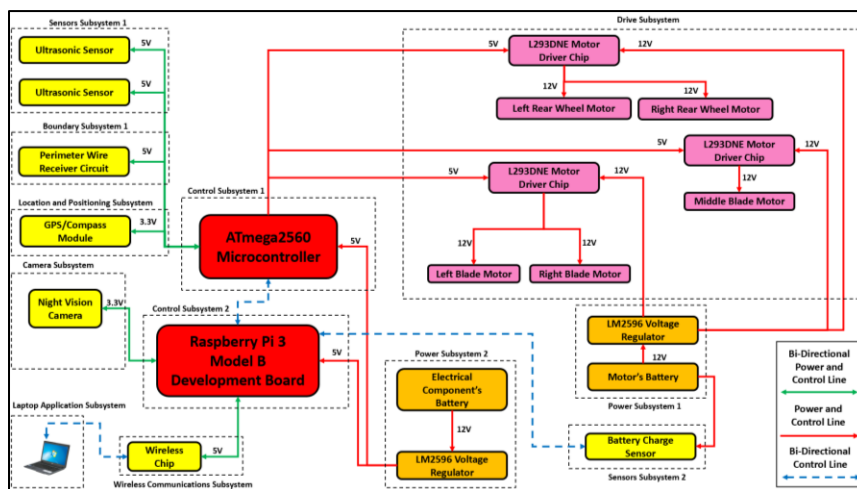 Sensors Subsystem 1
5V
Ultrasonic Sensor
5V
Ultrasonic Sensor
Boundary Subsystem 1
5V
Perimeter Wire
Receiver Circuit
Location and Positioning Subsystem
3.3V
GPS/Compass
Module
Camera Subsystem
3.3V
Night Vision
Camera
Laptop Application Subsystem
Wireless
Chip
5V
Wireless Communications Subsystem
Control Subsystem 1
ATmega2560
Microcontroller
5V
Control Subsystem 2
Raspberry Pi 3
Model B
Development Board
5V
Power Subsystem 2
Electrical
Component's
Battery
12V
LM2596 Voltage
Regulator
Drive Subsystem
5V
L293DNE Motor
Driver Chip
12V
12V
12V
Left Rear Wheel Motor
Right Rear Wheel Motor
5V
L293DNE Motor
Driver Chip
12V
12V
Middle Blade Motor
5V
L293DNE Motor
Driver Chip
12V
12V
12V
Left Blade Motor
Right Blade Motor
LM2596 Voltage
Regulator
12V
Motor's Battery
Power Subsystem 1
Battery Charge
Sensor
Sensors Subsystem 2
Bi-Directional
Power and
Control Line
Power and
Control Line
Bi-Directional
Control Line